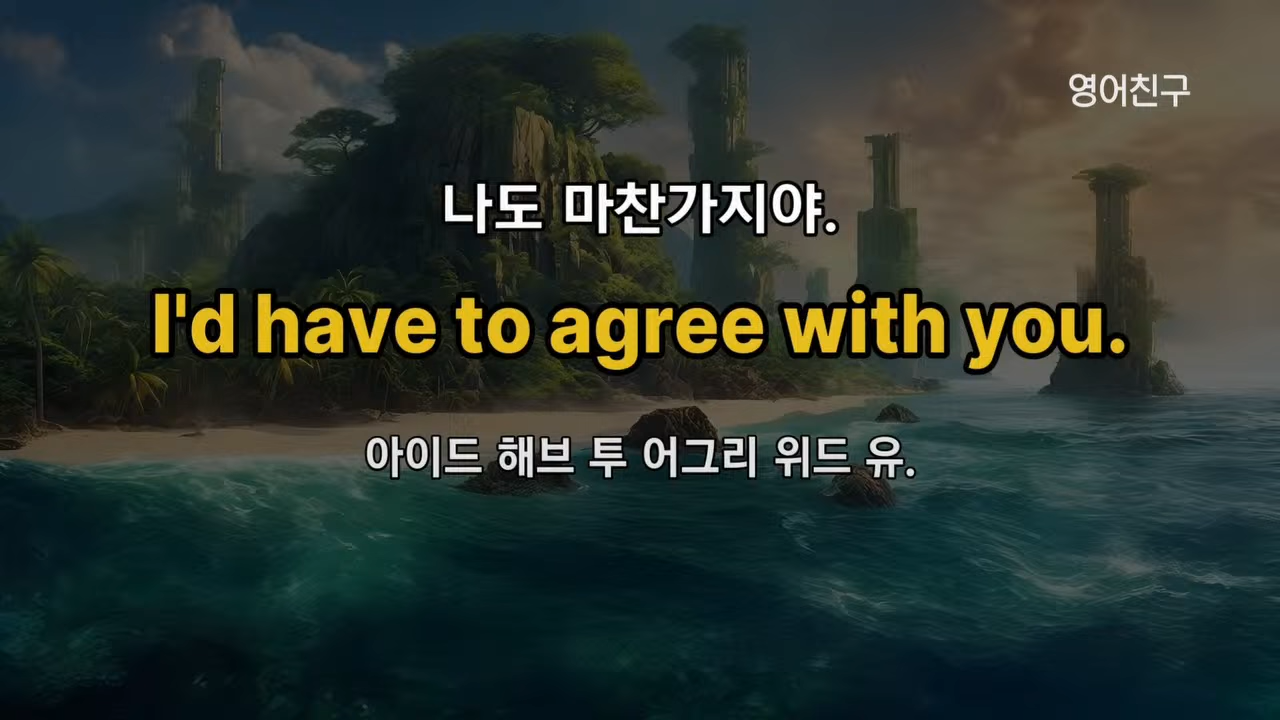 영어친구
나도 마찬가지야.
I'd have to agree with you.
아이드 해브 투 어그리 위드 유.